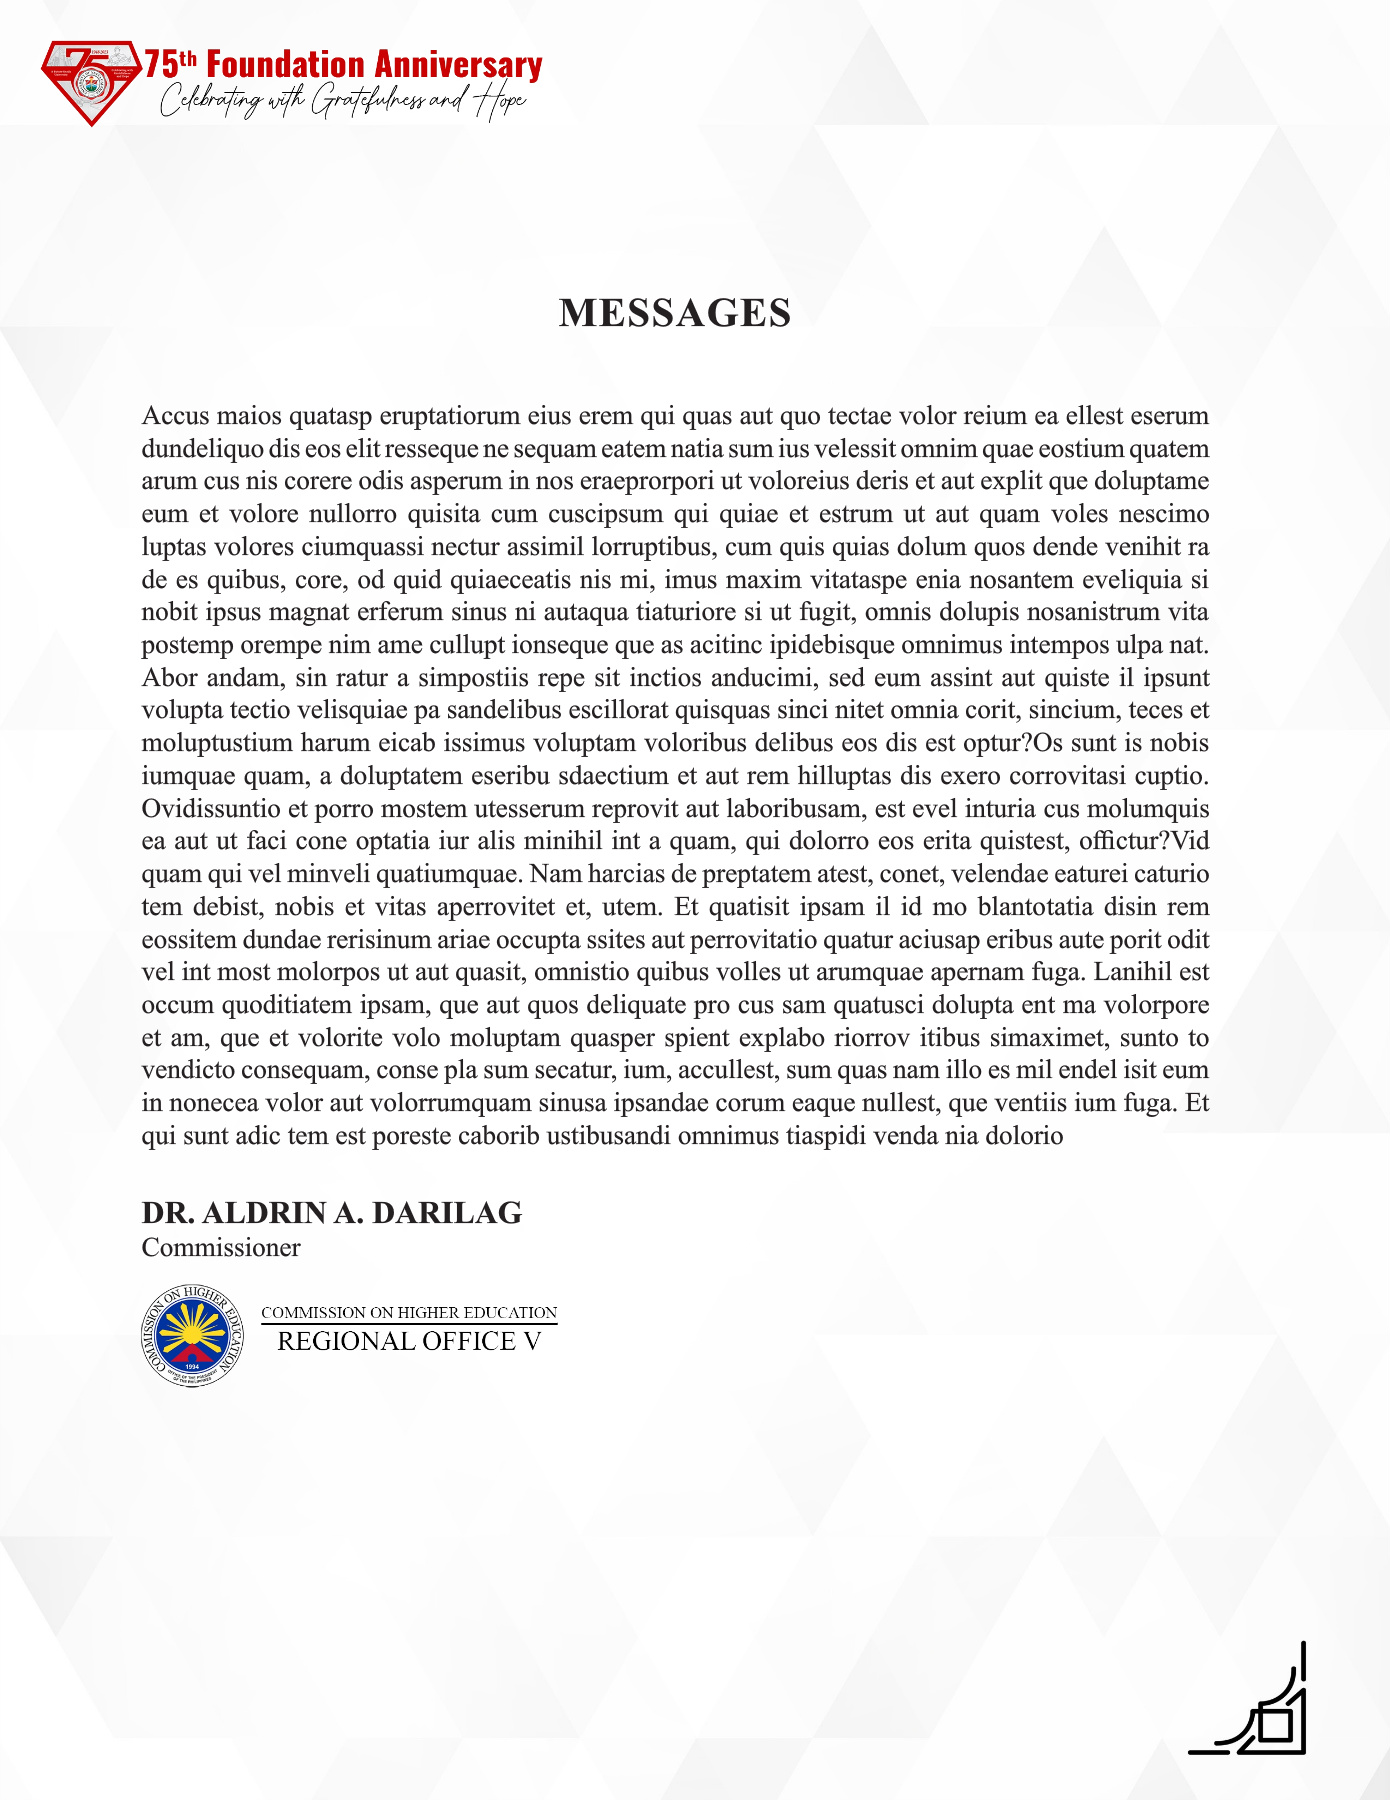 75
75th Foundation Anniversary
Celebrating with Gratefulness and Hope
MESSAGES
Accus maios quatasp eruptatiorum eius erem qui quas aut quo tectae volor reium ea ellest eserum
dundeliquo dis eos elit resseque ne sequam eatem natia sum ius velessit omnim quae eostium quatem
arum cus nis corere odis asperum in nos eraeprorpori ut voloreius deris et aut explit que doluptame
eum et volore nullorro quisita cum cuscipsum qui quiae et estrum ut aut quam voles nescimo
luptas volores ciumquassi nectur assimil lorruptibus, cum quis quias dolum quos dende venihit ra
de es quibus, core, od quid quiaeceatis nis mi, imus maxim vitataspe enia nosantem eveliquia si
nobit ipsus magnat erferum sinus ni autaqua tiaturiore si ut fugit, omnis dolupis nosanistrum vita
postemp orempe nim ame cullupt ionseque que as acitinc ipidebisque omnimus intempos ulpa nat.
Abor andam, sin ratur a simpostiis repe sit inctios anducimi, sed eum assint aut quiste il ipsunt
volupta tectio velisquiae pa sandelibus escillorat quisquas sinci nitet omnia corit, sincium, teces et
moluptustium harum eicab issimus voluptam voloribus delibus eos dis est optur?Os sunt is nobis
iumquae quam, a doluptatem eseribu sdaectium et aut rem hilluptas dis exero corrovitasi cuptio.
Ovidissuntio et porro mostem utesserum reprovit aut laboribusam, est evel inturia cus molumquis
ea aut ut faci cone optatia iur alis minihil int a quam, qui dolorro eos erita quistest, offictur?Vid
quam qui vel minveli quatiumquae. Nam harcias de preptatem atest, conet, velendae eaturei caturio
tem debist, nobis et vitas aperrovitet et, utem. Et quatisit ipsam il id mo blantotatia disin rem
eossitem dundae rerisinum ariae occupta ssites aut perrovitatio quatur aciusap eribus aute porit odit
vel int most molorpos ut aut quasit, omnistio quibus volles ut arumquae apernam fuga. Lanihil est
occum quoditiatem ipsam, que aut quos deliquate pro cus sam quatusci dolupta ent ma volorpore
et am, que et volorite volo moluptam quasper spient explabo riorrov itibus simaximet, sunto to
vendicto consequam, conse pla sum secatur, ium, accullest, sum quas nam illo es mil endel isit eum
in nonecea volor aut volorrumquam sinusa ipsandae corum eaque nullest, que ventiis ium fuga. Et
qui sunt adic tem est poreste caborib ustibusandi omnimus tiaspidi venda nia dolorio
DR. ALDRIN A. DARILAG
Commissioner
COMMISSION ON HIGHER EDUCATION
1994
OFFICE OF THE PRESIDENT
OF THE PHILIPPINES
COMMISSION ON HIGHER EDUCATION
REGIONAL OFFICE V